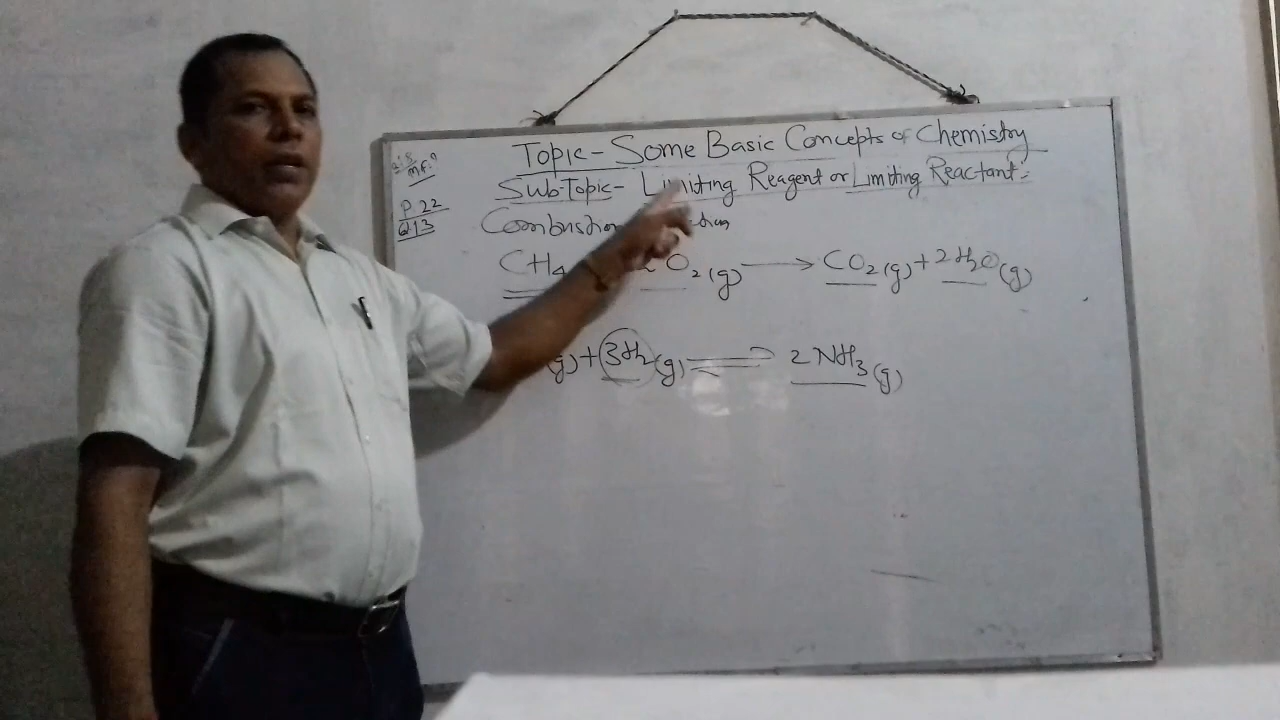 Topic - Some Basic Concepts of Chemistry
Sub Topic - Limiting Reagent or Limiting Reactant :-
P 22
Q13
Combustion
CH4 2O2(g) → CO2(g) + 2H2O(g)
(g) + 3H2(g) ⇌ 2NH3(g)